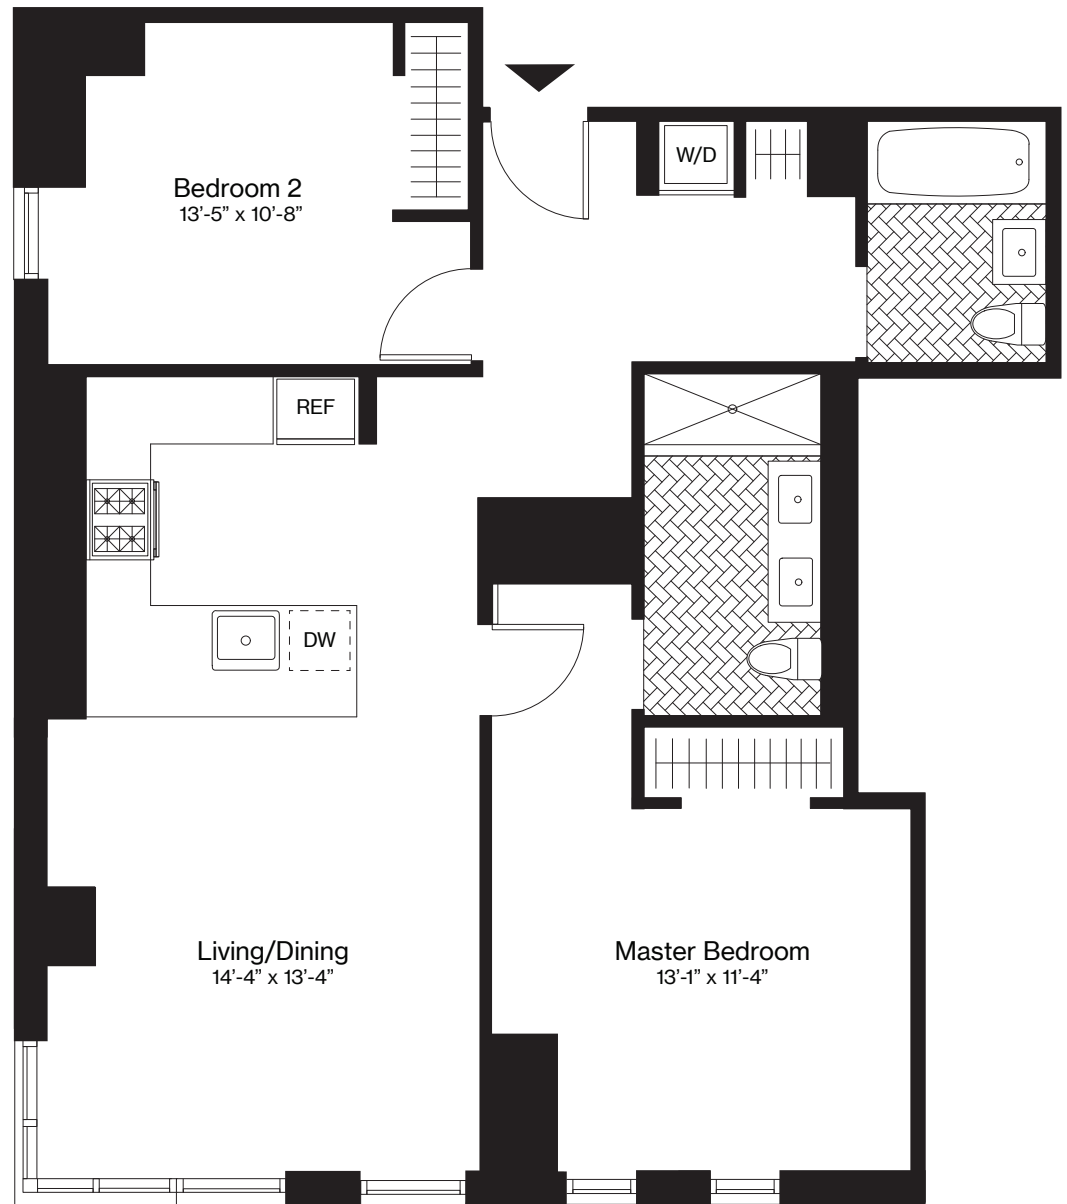 W/D
Bedroom 2
13’-5” x 10’-8”
REF
DW
Living/Dining
14’-4” x 13’-4”
Master Bedroom
13’-1” x 11’-4”